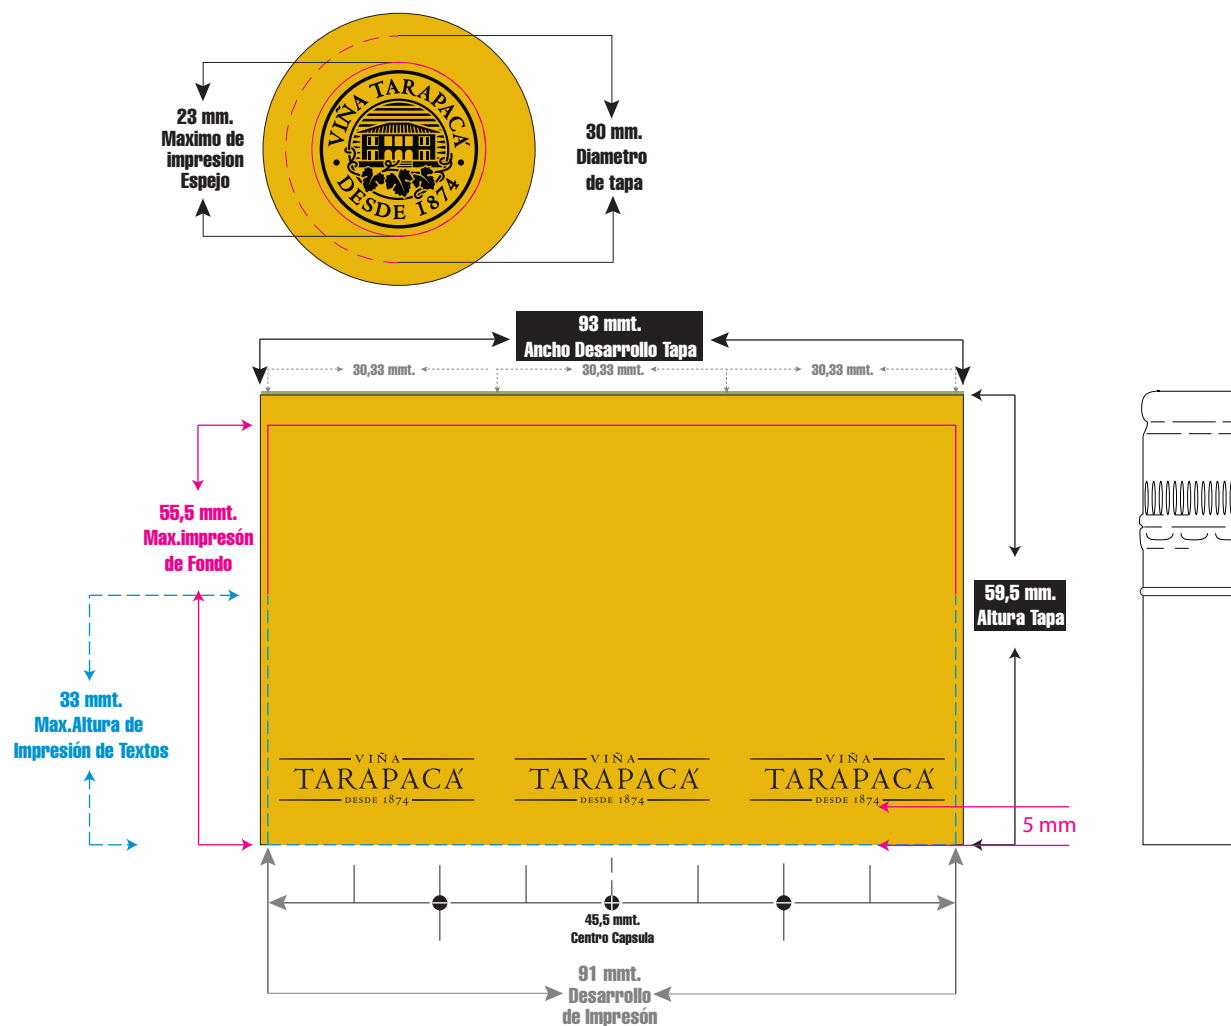 VIÑA TARAPACÁ
• DESDE 1874 •
23 mm.
Maximo de
impresion
Espejo
30 mm.
Diametro
de tapa
93 mmt.
Ancho Desarrollo Tapa
30,33 mmt.
30,33 mmt.
30,33 mmt.
55,5 mmt.
Max.impresón
de Fondo
59,5 mm.
Altura Tapa
33 mmt.
Max.Altura de
Impresión de Textos
VIÑA
TARAPACÁ
DESDE 1874
VIÑA
TARAPACÁ
DESDE 1874
VIÑA
TARAPACÁ
DESDE 1874
5 mm
45,5 mmt.
Centro Capsula
91 mmt.
Desarrollo
de Impresón